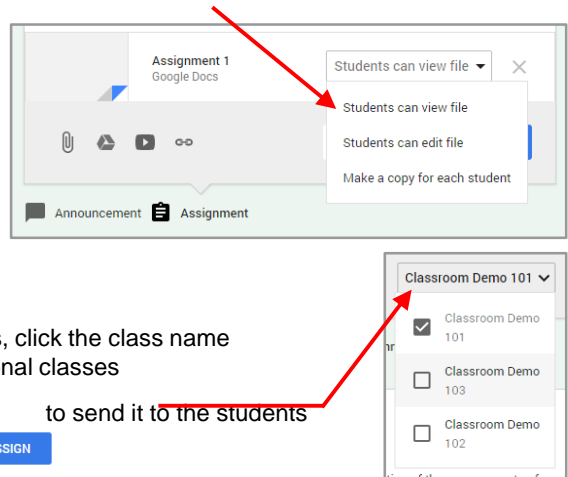 Assignment 1
Google Docs
Students can view file
Students can view file
Students can edit file
Make a copy for each student
Announcement
Assignment
Classroom Demo 101
Classroom Demo
101
Classroom Demo
103
Classroom Demo
102
, click the class name
nal classes
to send it to the students
SSIGN